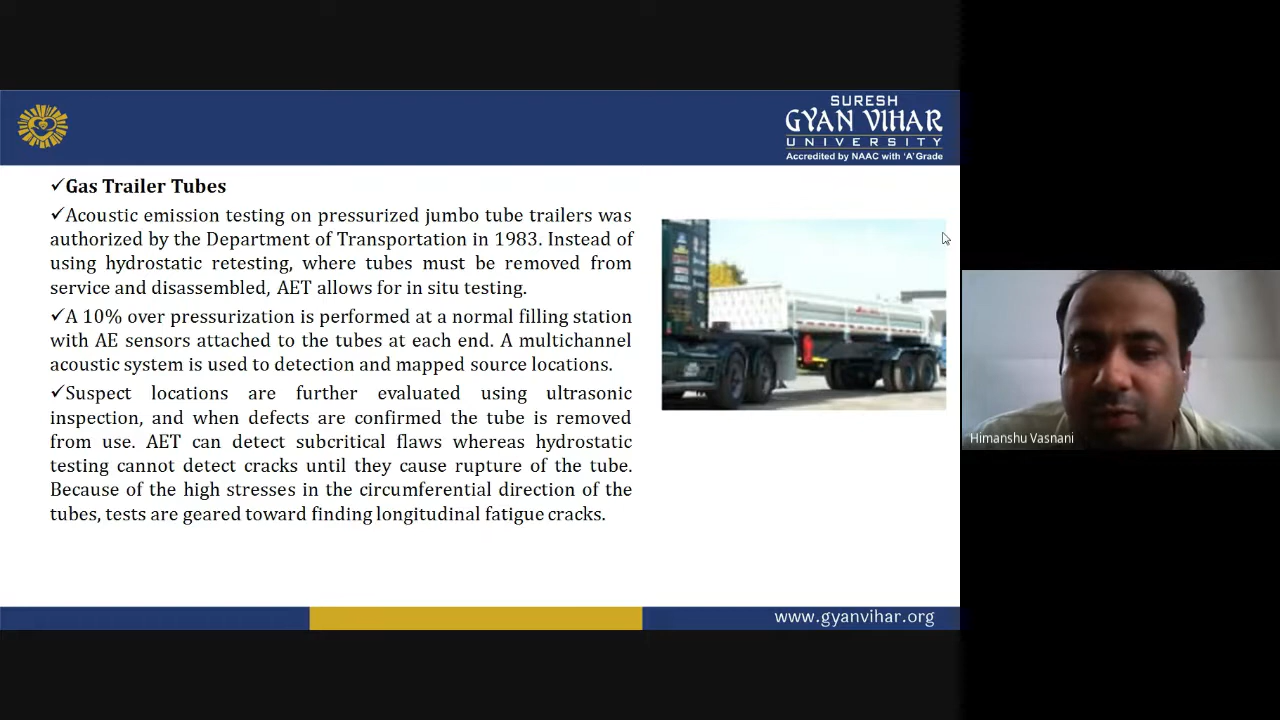 SURESH
GYAN VIHAR
UNIVERSITY
Accredited by NAAC with 'A' Grade
✓Gas Trailer Tubes
✓Acoustic emission testing on pressurized jumbo tube trailers was
authorized by the Department of Transportation in 1983. Instead of
using hydrostatic retesting, where tubes must be removed from
service and disassembled, AET allows for in situ testing.
✓A 10% over pressurization is performed at a normal filling station
with AE sensors attached to the tubes at each end. A multichannel
acoustic system is used to detection and mapped source locations.
✓Suspect locations are further evaluated using ultrasonic
inspection, and when defects are confirmed the tube is removed
from use. AET can detect subcritical flaws whereas hydrostatic
testing cannot detect cracks until they cause rupture of the tube.
Because of the high stresses in the circumferential direction of the
tubes, tests are geared toward finding longitudinal fatigue cracks.
Himanshu Vasnani
www.gyanvihar.org